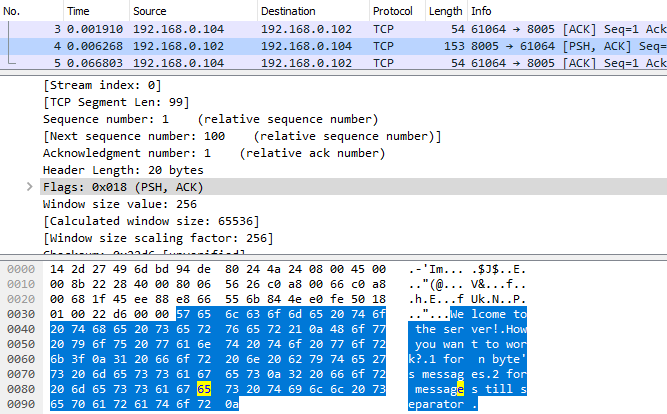 No. Time Source Destination Protocol Length Info
3 0.001910 192.168.0.104 192.168.0.102 TCP 54 61064 → 8005 [ACK] Seq=1 Ack
4 0.006268 192.168.0.102 192.168.0.104 TCP 153 8005 → 61064 [PSH, ACK] Seq=
5 0.066803 192.168.0.104 192.168.0.102 TCP 54 61064 → 8005 [ACK] Seq=1 Ack
[Stream index: 0]
[TCP Segment Len: 99]
Sequence number: 1 (relative sequence number)
[Next sequence number: 100 (relative sequence number)]
Acknowledgment number: 1 (relative ack number)
Header Length: 20 bytes
Flags: 0x018 (PSH, ACK)
Window size value: 256
[Calculated window size: 65536]
[Window size scaling factor: 256]
0000 14 2d 27 49 6d bd 94 de 80 24 4a 24 08 00 45 00 .-'Im... .$J$..E.
0010 00 8b 22 28 40 00 80 06 56 26 c0 a8 00 66 c0 a8 .."(@... V&...f..
0020 00 68 1f 45 ee 88 e8 66 55 6b 84 4e e0 fe 50 18 .h.E...f Uk.N..P.
0030 01 00 22 d6 00 00 57 65 6c 63 6f 6d 65 20 74 6f .."...We lcome to
0040 20 74 68 65 20 73 65 72 76 65 72 21 0a 48 6f 77 the ser ver!.How
0050 20 79 6f 75 20 77 61 6e 74 20 74 6f 20 77 6f 72 you wan t to wor
0060 6b 3f 0a 31 20 66 6f 72 20 6e 20 62 79 74 65 27 k?.1 for n byte'
0070 73 20 6d 65 73 73 61 67 65 73 0a 32 20 66 6f 72 s messag es.2 for
0080 20 6d 65 73 73 61 67 65 73 20 74 69 6c 6c 20 73 message s till s
0090 65 70 61 72 61 74 6f 72 0a eparator .